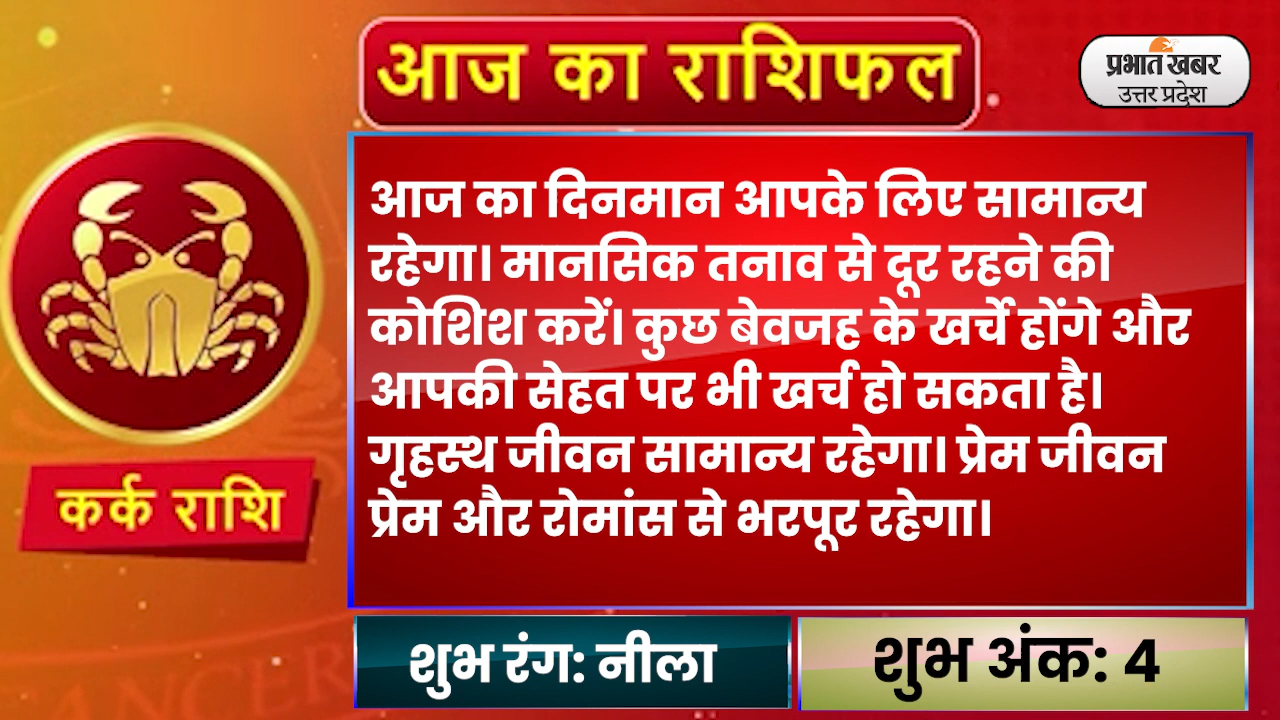 आज का राशिफल
प्रभात खबर
उत्तर प्रदेश
आज का दिनमान आपके लिए सामान्य
रहेगा। मानसिक तनाव से दूर रहने की
कोशिश करें। कुछ बेवजह के खर्चे होंगे और
आपकी सेहत पर भी खर्च हो सकता है।
गृहस्थ जीवन सामान्य रहेगा। प्रेम जीवन
प्रेम और रोमांस से भरपूर रहेगा।
कर्क राशि
CANCER
शुभ रंग: नीला
शुभ अंक: 4